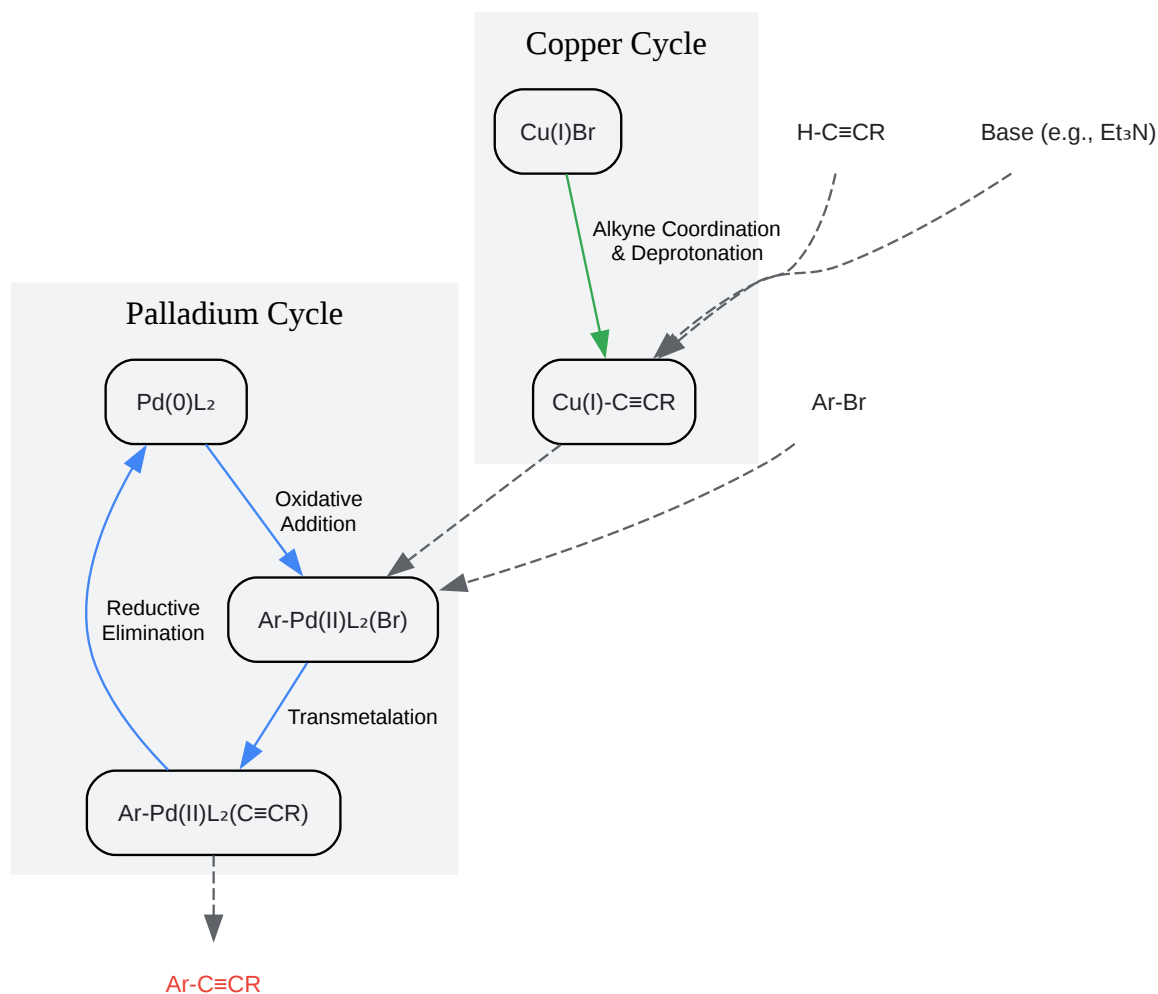 Copper Cycle
Cu(I)Br
H-C≡CR
Base (e.g., Et₃N)
Alkyne Coordination
& Deprotonation
Palladium Cycle
Pd(0)L₂
Cu(I)-C≡CR
Ar-Br
Oxidative
Addition
Reductive
Elimination
Ar-Pd(II)L₂(Br)
Transmetalation
Ar-Pd(II)L₂(C≡CR)
Ar-C≡CR